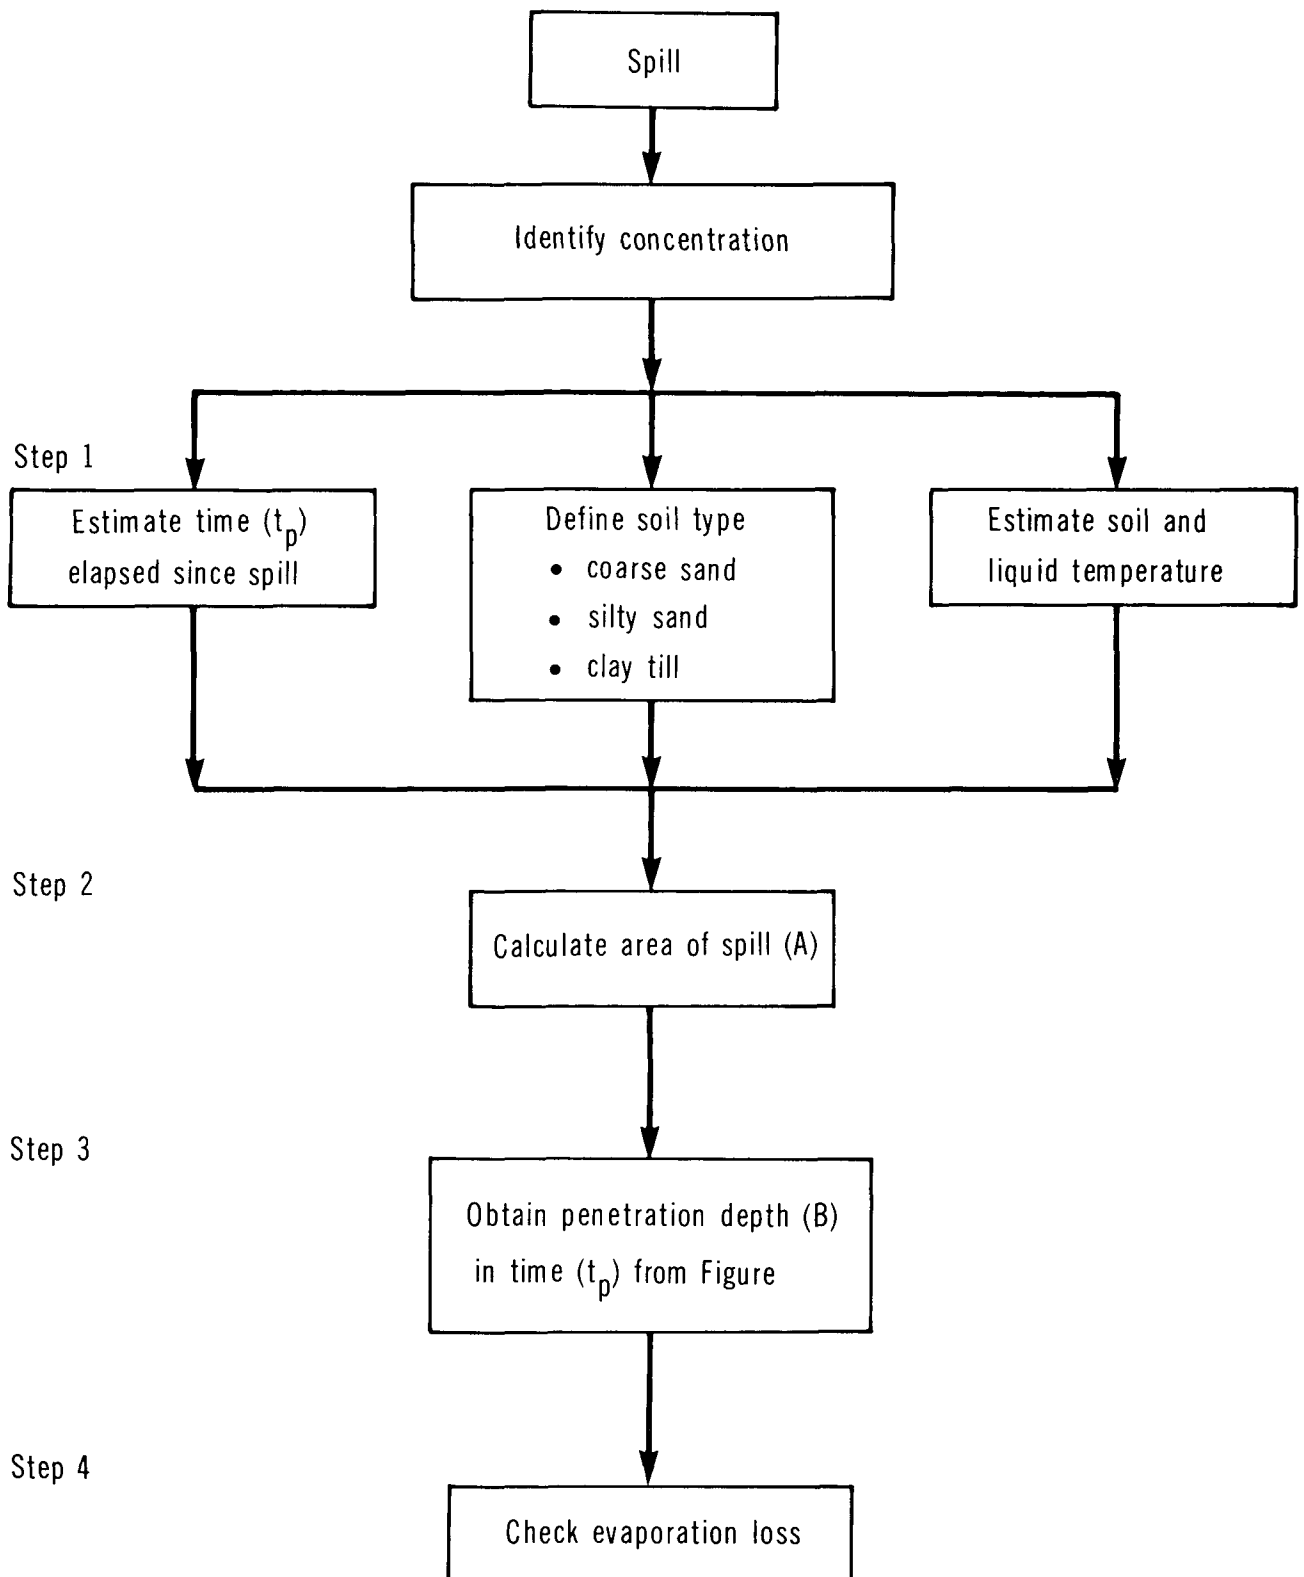 Spill
Identify concentration
Step 1
Estimate time (tp)
elapsed since spill
Define soil type
• coarse sand
• silty sand
• clay till
Estimate soil and
liquid temperature
Step 2
Calculate area of spill (A)
Step 3
Obtain penetration depth (B)
in time (tp) from Figure
Step 4
Check evaporation loss